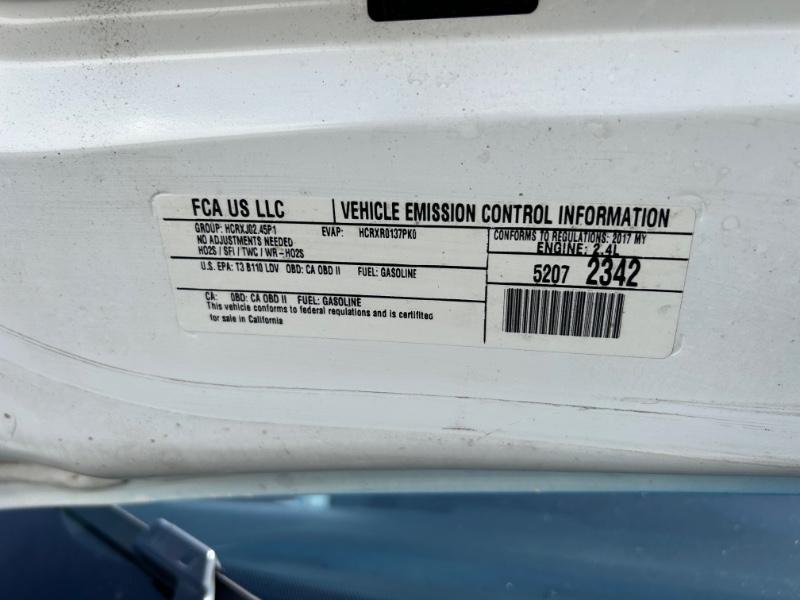 FCA US LLC | VEHICLE EMISSION CONTROL INFORMATION
GROUP: HCRXJ02.45P1 EVAP: HCRXR0137PK0
NO ADJUSTMENTS NEEDED
HO2S / SFI / TWC / WR-HO2S
CONFORMS TO REGULATIONS: 2017 MY
ENGINE: 2.4L
U.S. EPA: T3 B110 LDV OBD: CA OBD II FUEL: GASOLINE
5207 2342
CA: OBD: CA OBD II FUEL: GASOLINE
This vehicle conforms to federal regulations and is certified
for sale in California